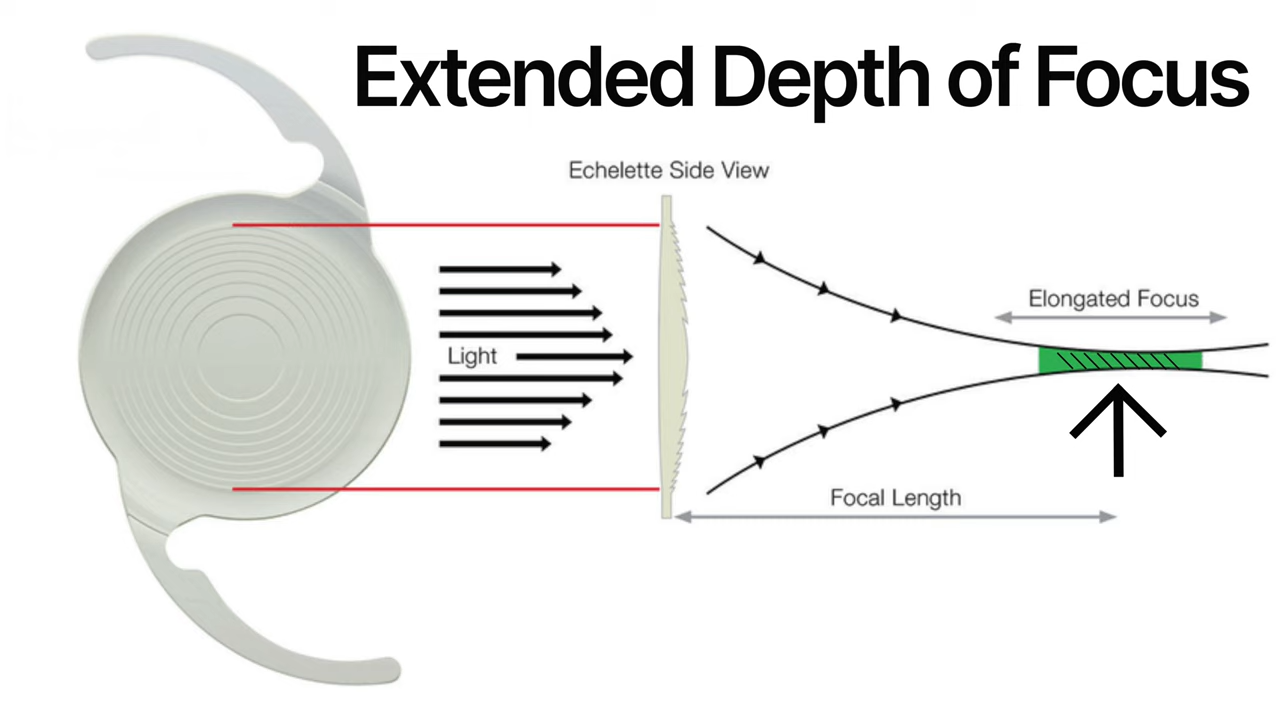 Extended Depth of Focus
Echelette Side View
Elongated Focus
Light
Focal Length